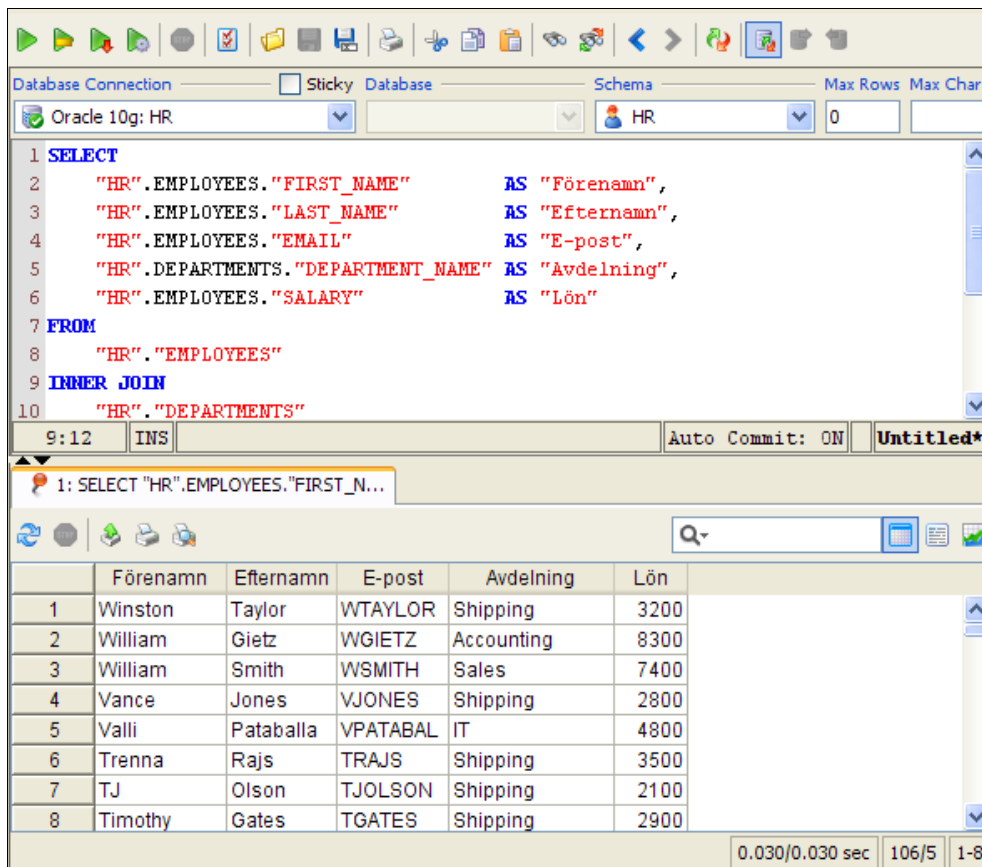 Database Connection Sticky Database Schema Max Rows Max Char
Oracle 10g: HR HR 0
1 SELECT
2 "HR".EMPLOYEES."FIRST_NAME" AS "Förenamn",
3 "HR".EMPLOYEES."LAST_NAME" AS "Efternamn",
4 "HR".EMPLOYEES."EMAIL" AS "E-post",
5 "HR".DEPARTMENTS."DEPARTMENT_NAME" AS "Avdelning",
6 "HR".EMPLOYEES."SALARY" AS "Lön"
7 FROM
8 "HR"."EMPLOYEES"
9 INNER JOIN
10 "HR"."DEPARTMENTS"
9:12 INS Auto Commit: ON Untitled*
1: SELECT "HR".EMPLOYEES."FIRST_N...
Förenamn Efternamn E-post Avdelning Lön
1 Winston Taylor WTAYLOR Shipping 3200
2 William Gietz WGIETZ Accounting 8300
3 William Smith WSMITH Sales 7400
4 Vance Jones VJONES Shipping 2800
5 Valli Pataballa VPATABAL IT 4800
6 Trenna Rajs TRAJS Shipping 3500
7 TJ Olson TJOLSON Shipping 2100
8 Timothy Gates TGATES Shipping 2900
0.030/0.030 sec 106/5 1-8